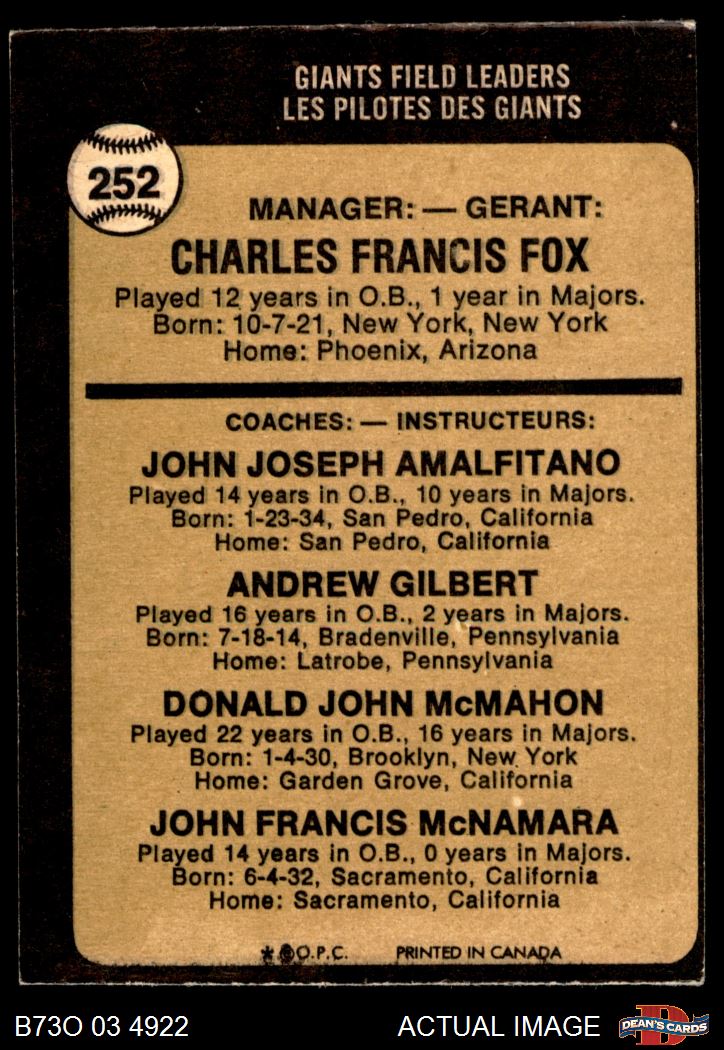 GIANTS FIELD LEADERS
LES PILOTES DES GIANTS
252
MANAGER: — GERANT:
CHARLES FRANCIS FOX
Played 12 years in O.B., 1 year in Majors.
Born: 10-7-21, New York, New York
Home: Phoenix, Arizona
COACHES: — INSTRUCTEURS:
JOHN JOSEPH AMALFITANO
Played 14 years in O.B., 10 years in Majors.
Born: 1-23-34, San Pedro, California
Home: San Pedro, California
ANDREW GILBERT
Played 16 years in O.B., 2 years in Majors.
Born: 7-18-14, Bradenville, Pennsylvania
Home: Latrobe, Pennsylvania
DONALD JOHN McMAHON
Played 22 years in O.B., 16 years in Majors.
Born: 1-4-30, Brooklyn, New York
Home: Garden Grove, California
JOHN FRANCIS McNAMARA
Played 14 years in O.B., 0 years in Majors.
Born: 6-4-32, Sacramento, California
Home: Sacramento, California
* O.P.C. PRINTED IN CANADA
B73O 03 4922 ACTUAL IMAGE
D
DEAN'S CARDS